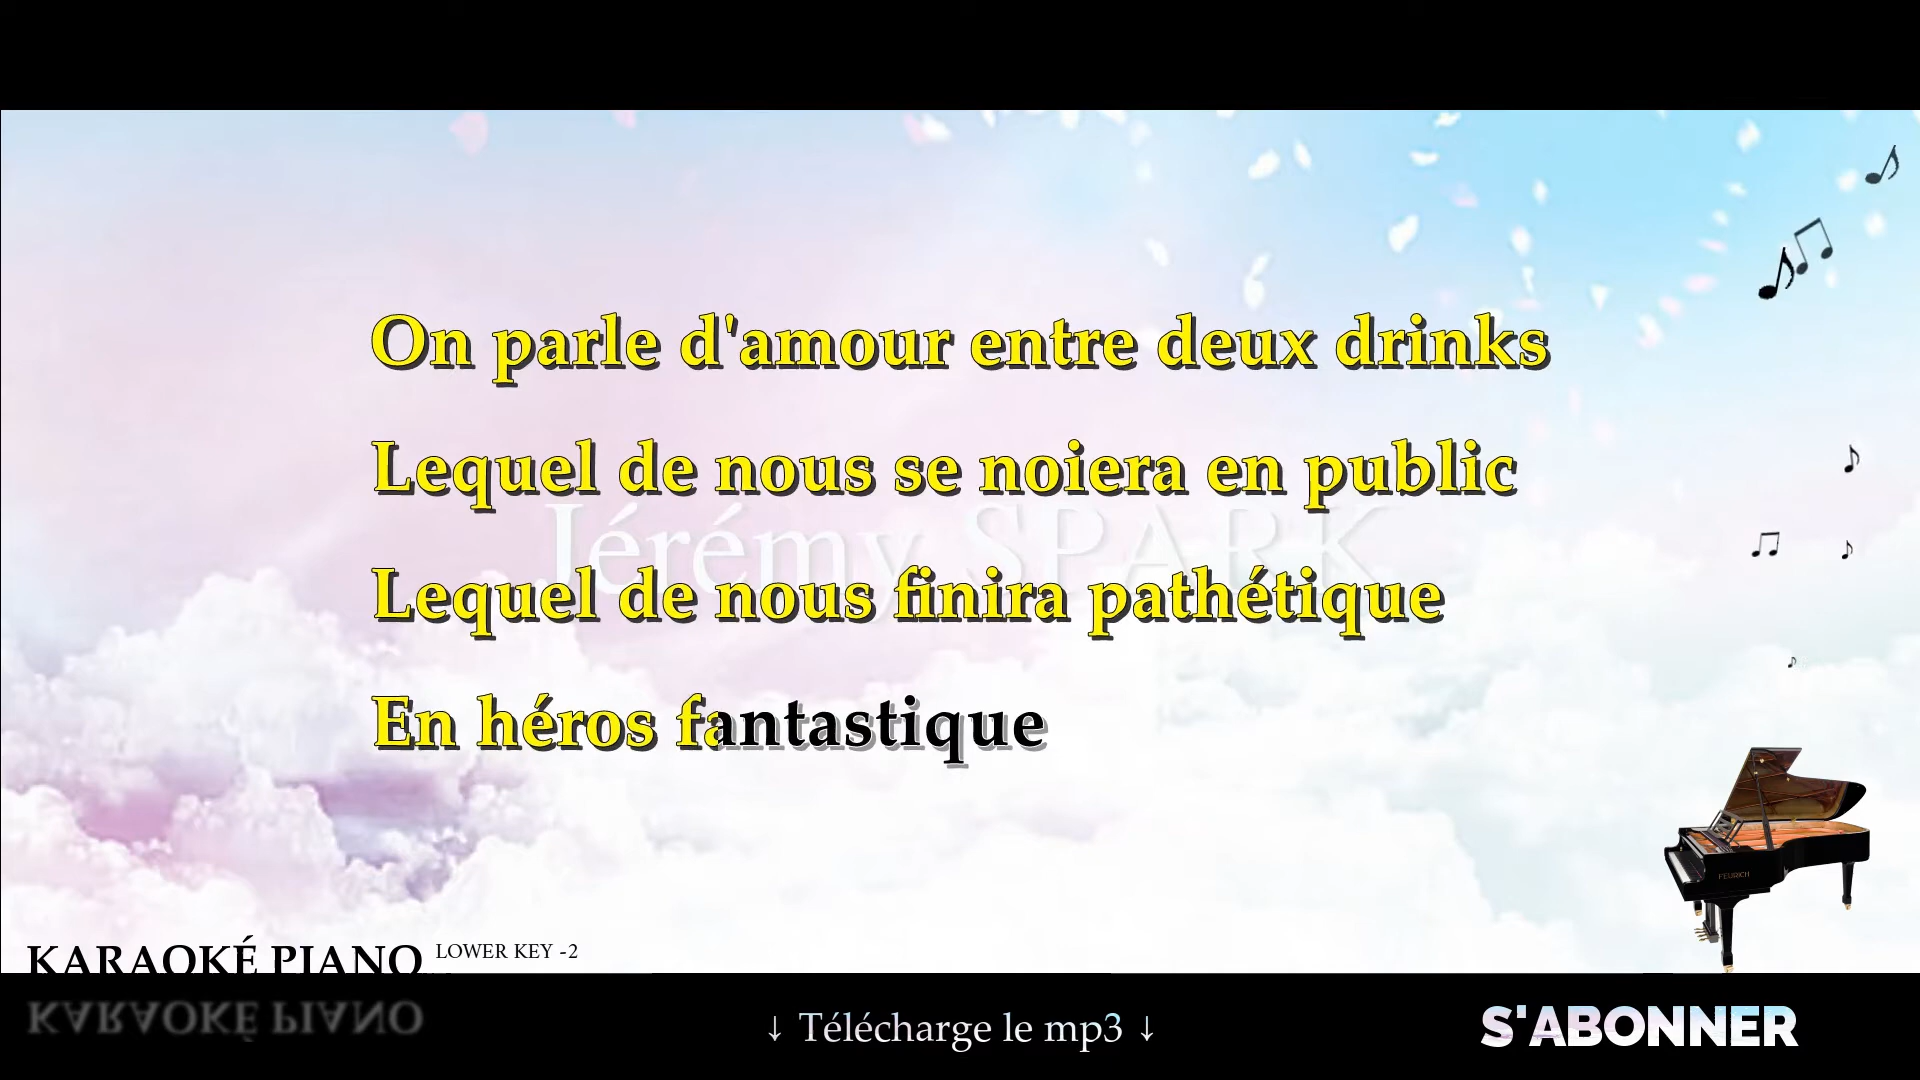 On parle d'amour entre deux drinks
Lequel de nous se noiera en public
Jérémy SPARK
Lequel de nous finira pathétique
En héros fantastique
FEURICH
KARAOKÉ PIANO LOWER KEY -2
KARAOKÉ PIANO
↓ Télécharge le mp3 ↓
S'ABONNER